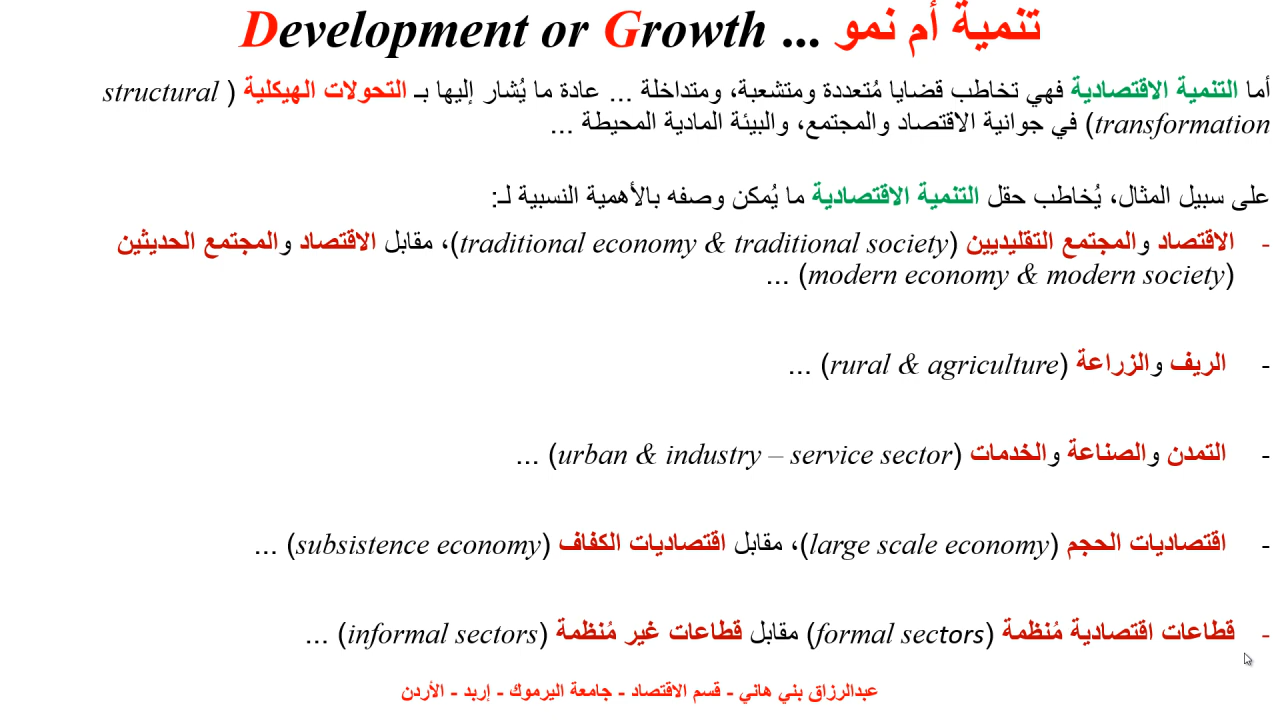 تنمية أم نمو ... Development or Growth
أما التنمية الاقتصادية فهي تخاطب قضايا مُتعددة ومتشعبة، ومتداخلة ... عادة ما يُشار إليها بـ التحولات الهيكلية (structural
transformation) في جوانية الاقتصاد والمجتمع، والبيئة المادية المحيطة ...
على سبيل المثال، يُخاطب حقل التنمية الاقتصادية ما يُمكن وصفه بالأهمية النسبية لـ:
- الاقتصاد والمجتمع التقليديين (traditional economy & traditional society)، مقابل الاقتصاد والمجتمع الحديثين
(modern economy & modern society) ...
- الريف والزراعة (rural & agriculture) ...
- التمدن والصناعة والخدمات (urban & industry – service sector) ...
- اقتصاديات الحجم (large scale economy)، مقابل اقتصاديات الكفاف (subsistence economy) ...
- قطاعات اقتصادية مُنظمة (formal sectors) مقابل قطاعات غير مُنظمة (informal sectors) ...
عبدالرزاق بني هاني - قسم الاقتصاد - جامعة اليرموك - إربد - الأردن